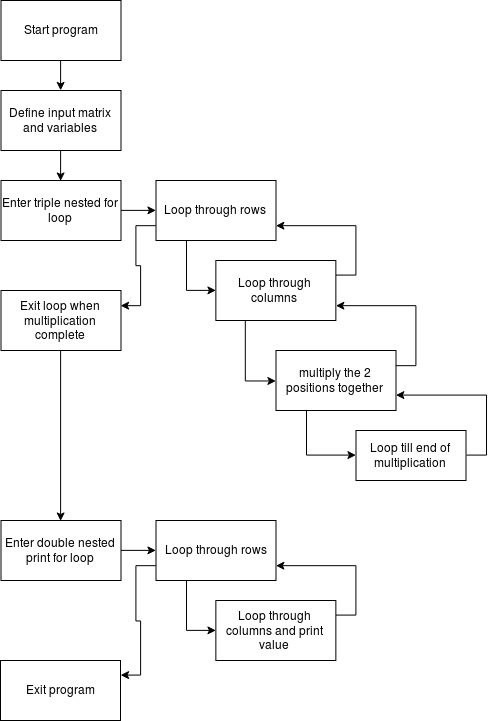 Start program
Define input matrix
and variables
Enter triple nested for
loop
Loop through rows
Loop through
columns
Exit loop when
multiplication
complete
multiply the 2
positions together
Loop till end of
multiplication
Enter double nested
print for loop
Loop through rows
Loop through
columns and print
value
Exit program